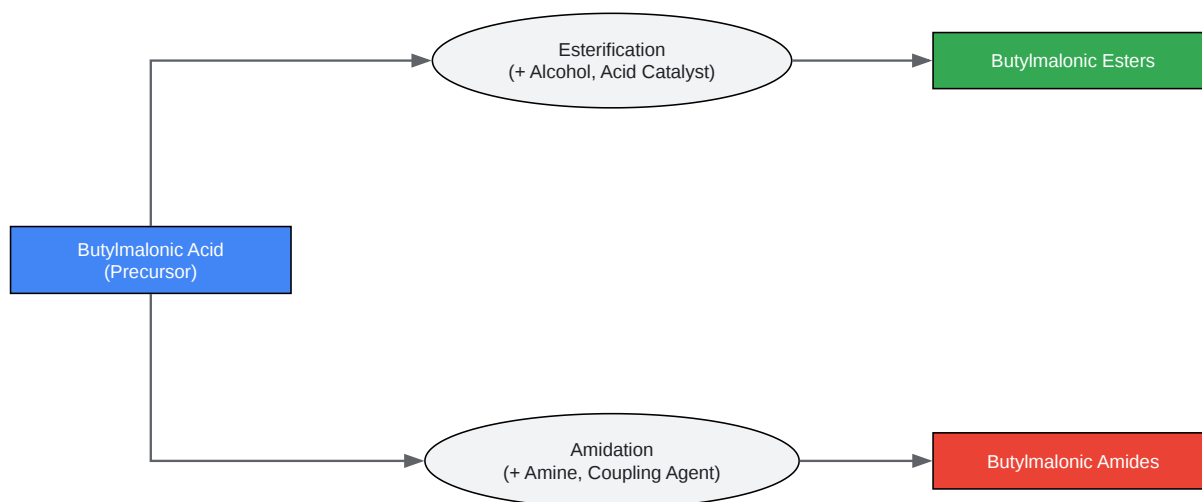 Esterification
(+ Alcohol, Acid Catalyst)
Butylmalonic Esters
Butylmalonic Acid
(Precursor)
Amidation
(+ Amine, Coupling Agent)
Butylmalonic Amides